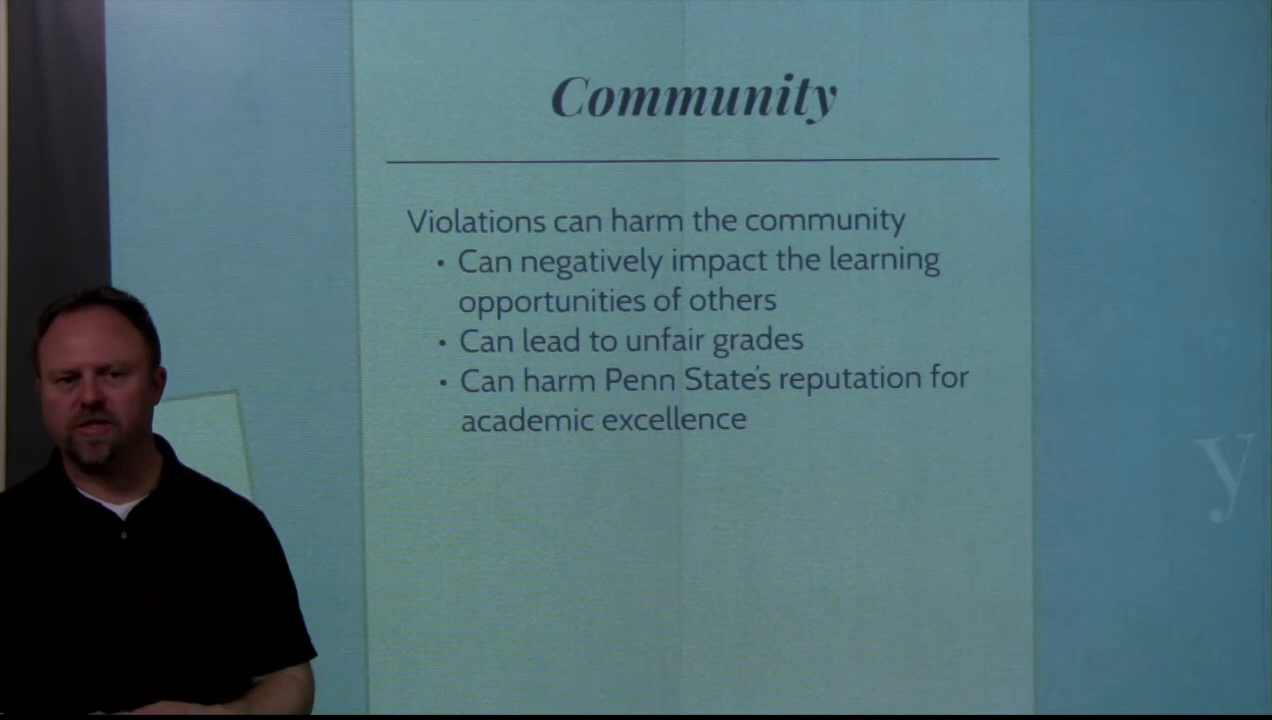 Community
Violations can harm the community
• Can negatively impact the learning
opportunities of others
• Can lead to unfair grades
• Can harm Penn State's reputation for
academic excellence
y